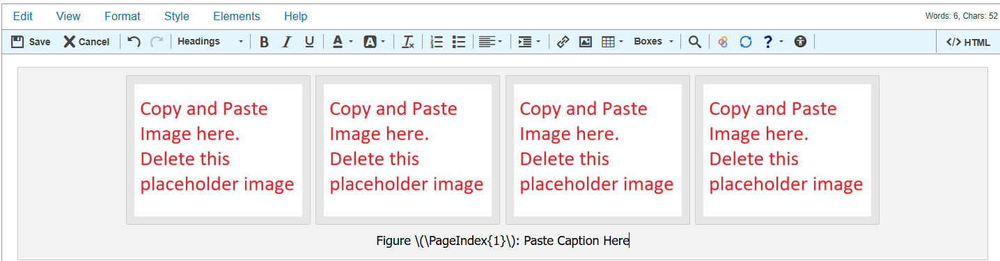 Edit View Format Style Elements Help Words: 6, Chars: 52
Save Cancel Headings B I U A A Tx Boxes ? </> HTML
Copy and Paste Copy and Paste Copy and Paste Copy and Paste
Image here. Image here. Image here. Image here.
Delete this Delete this Delete this Delete this
placeholder image placeholder image placeholder image placeholder image
Figure \(\PageIndex{1}\): Paste Caption Here